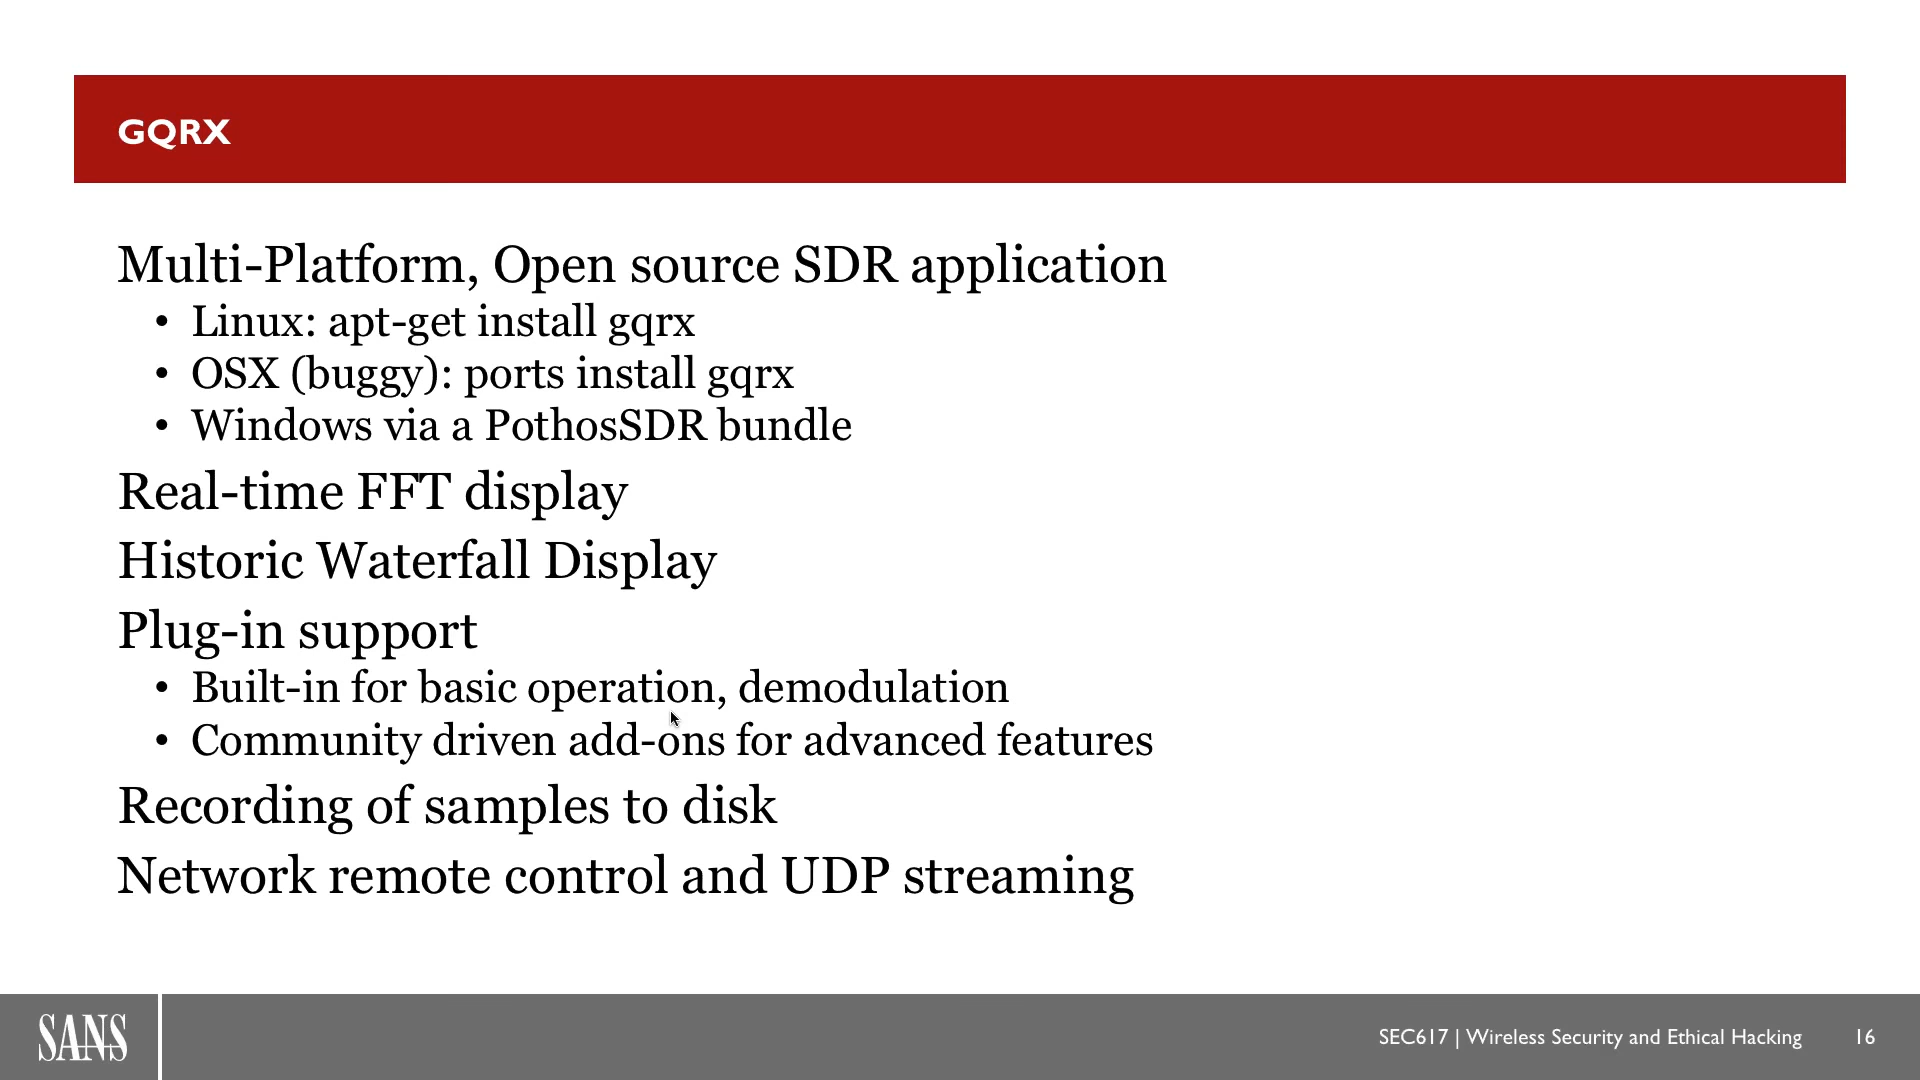 GQRX
Multi-Platform, Open source SDR application
• Linux: apt-get install gqrx
• OSX (buggy): ports install gqrx
• Windows via a PothosSDR bundle
Real-time FFT display
Historic Waterfall Display
Plug-in support
• Built-in for basic operation, demodulation
• Community driven add-ons for advanced features
Recording of samples to disk
Network remote control and UDP streaming
SANS
SEC617 | Wireless Security and Ethical Hacking 16